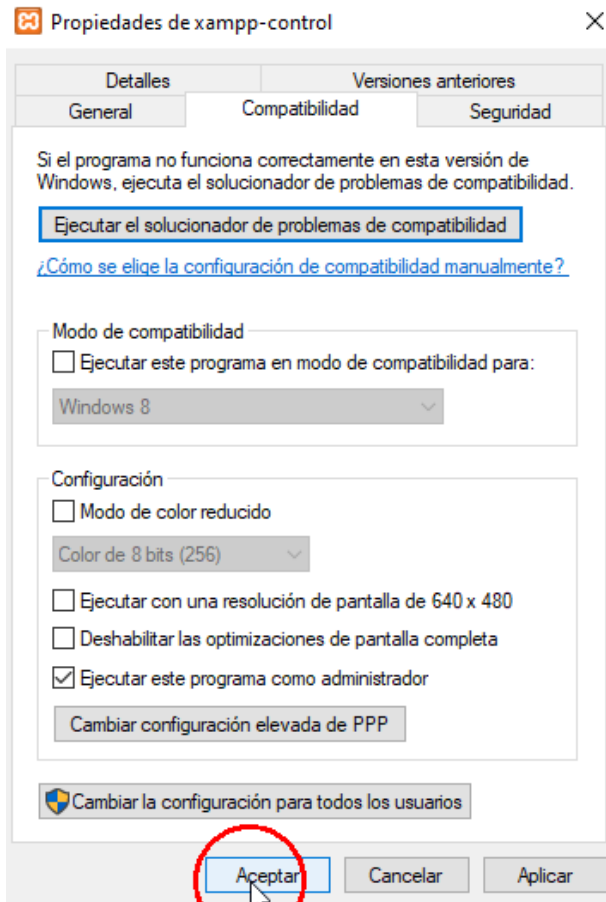 Propiedades de xampp-control
Detalles
Versiones anteriores
General
Compatibilidad
Seguridad
Si el programa no funciona correctamente en esta versión de
Windows, ejecuta el solucionador de problemas de compatibilidad.
Ejecutar el solucionador de problemas de compatibilidad
¿Cómo se elige la configuración de compatibilidad manualmente?
Modo de compatibilidad
Ejecutar este programa en modo de compatibilidad para:
Windows 8
Configuración
Modo de color reducido
Color de 8 bits (256)
Ejecutar con una resolución de pantalla de 640 x 480
Deshabilitar las optimizaciones de pantalla completa
Ejecutar este programa como administrador
Cambiar configuración elevada de PPP
Cambiar la configuración para todos los usuarios
Aceptar
Cancelar
Aplicar